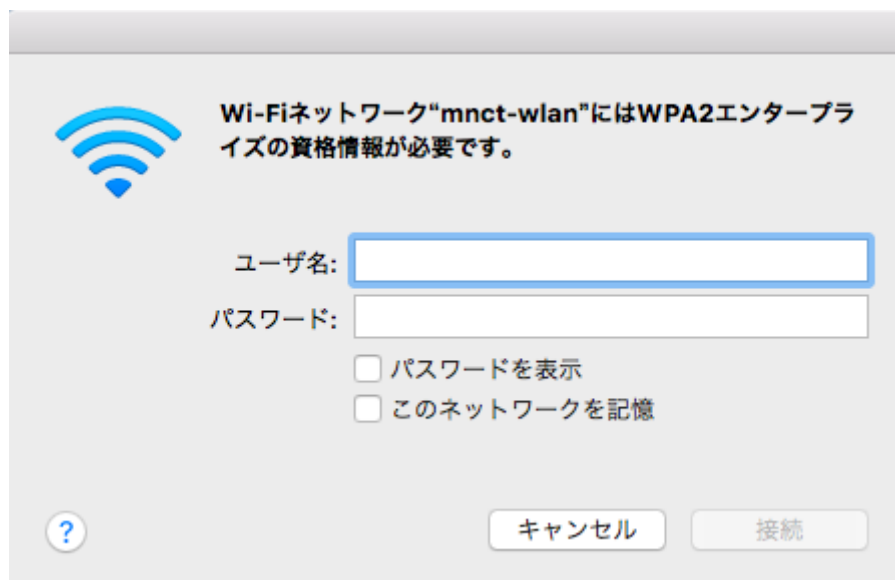 Wi-Fiネットワーク“mnct-wlan”にはWPA2エンタープラ
イズの資格情報が必要です。
ユーザ名:
パスワード:
パスワードを表示
このネットワークを記憶
?
キャンセル
接続